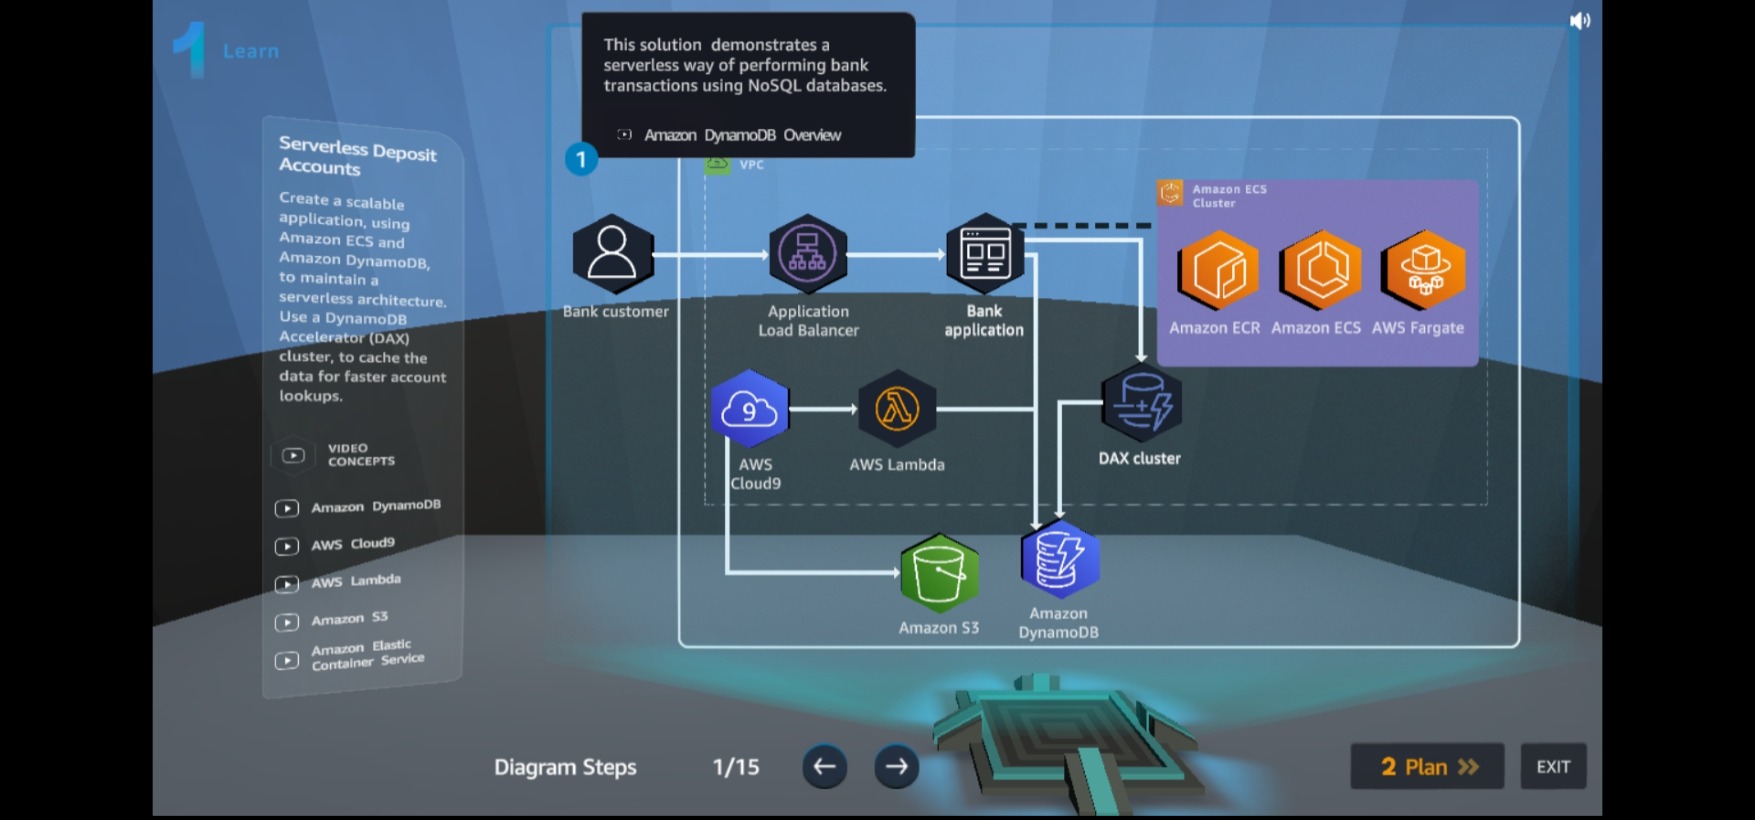 1 Learn
This solution demonstrates a
serverless way of performing bank
transactions using NoSQL databases.
Amazon DynamoDB Overview
1
Serverless Deposit
Accounts
Create a scalable
application, using
Amazon ECS and
Amazon DynamoDB,
to maintain a
serverless architecture.
Use a DynamoDB
Accelerator (DAX)
cluster, to cache the
data for faster account
lookups.
VIDEO
CONCEPTS
Amazon DynamoDB
AWS Cloud9
AWS Lambda
Amazon S3
Amazon Elastic
Container Service
VPC
Amazon ECS
Cluster
Amazon ECR Amazon ECS AWS Fargate
Bank customer
Application
Load Balancer
Bank
application
9
AWS
Cloud9
AWS Lambda
DAX cluster
Amazon S3
Amazon
DynamoDB
Diagram Steps 1/15
2 Plan
EXIT